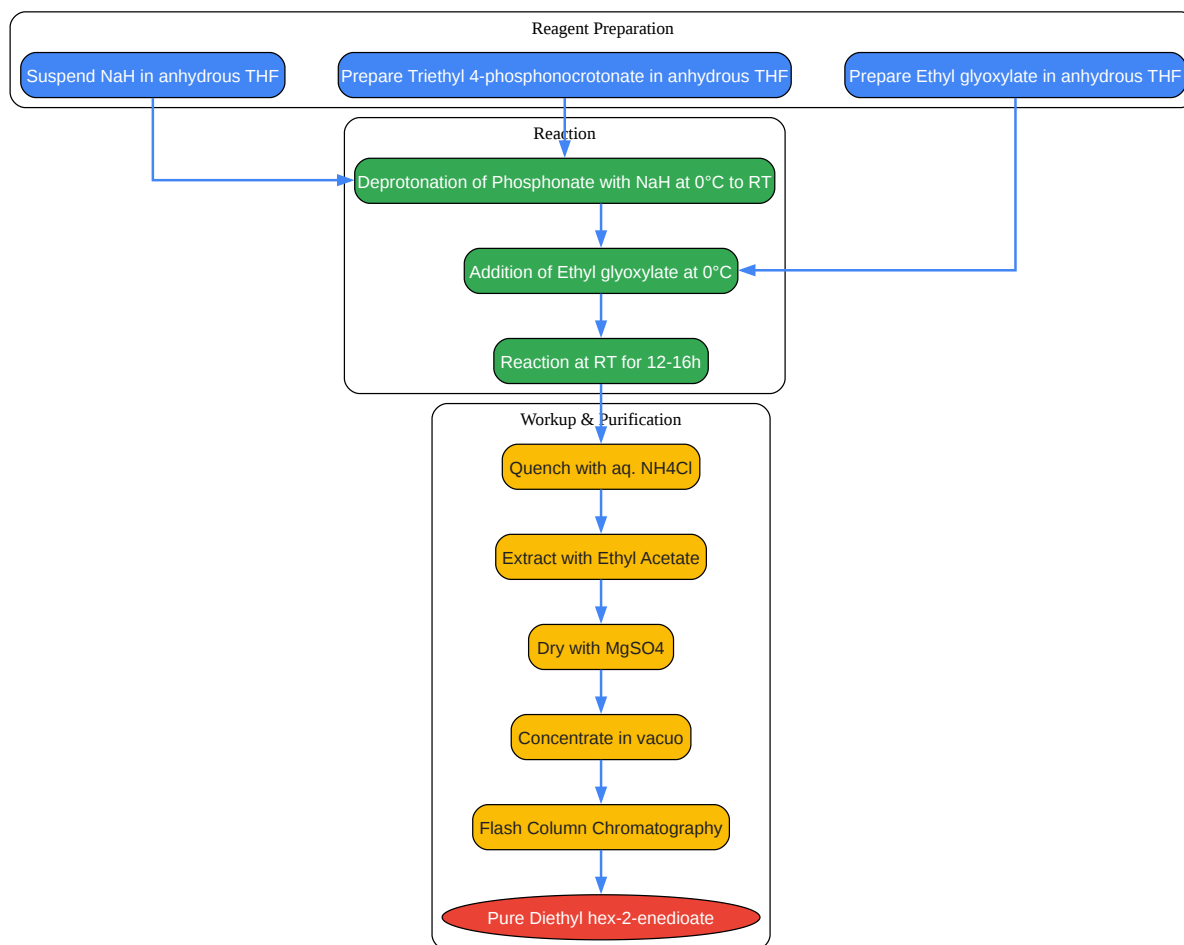 Reagent Preparation
Suspend NaH in anhydrous THF
Prepare Triethyl 4-phosphonocrotonate in anhydrous THF
Prepare Ethyl glyoxylate in anhydrous THF
Reaction
Deprotonation of Phosphonate with NaH at 0°C to RT
Addition of Ethyl glyoxylate at 0°C
Reaction at RT for 12-16h
Workup & Purification
Quench with aq. NH4Cl
Extract with Ethyl Acetate
Dry with MgSO4
Concentrate in vacuo
Flash Column Chromatography
Pure Diethyl hex-2-enedioate